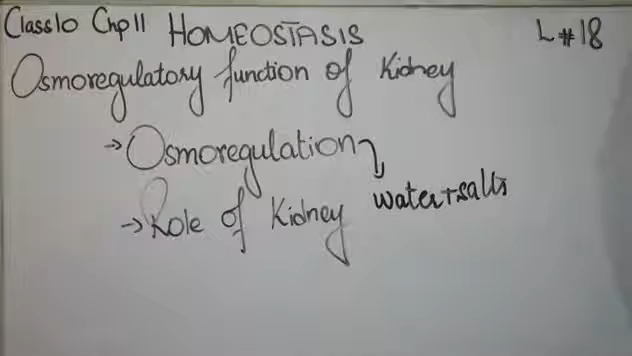 Class10 Chp11 HOMEOSTASIS L#18
Osmoregulatory function of Kidney
→ Osmoregulation
water+salts
→ Role of Kidney